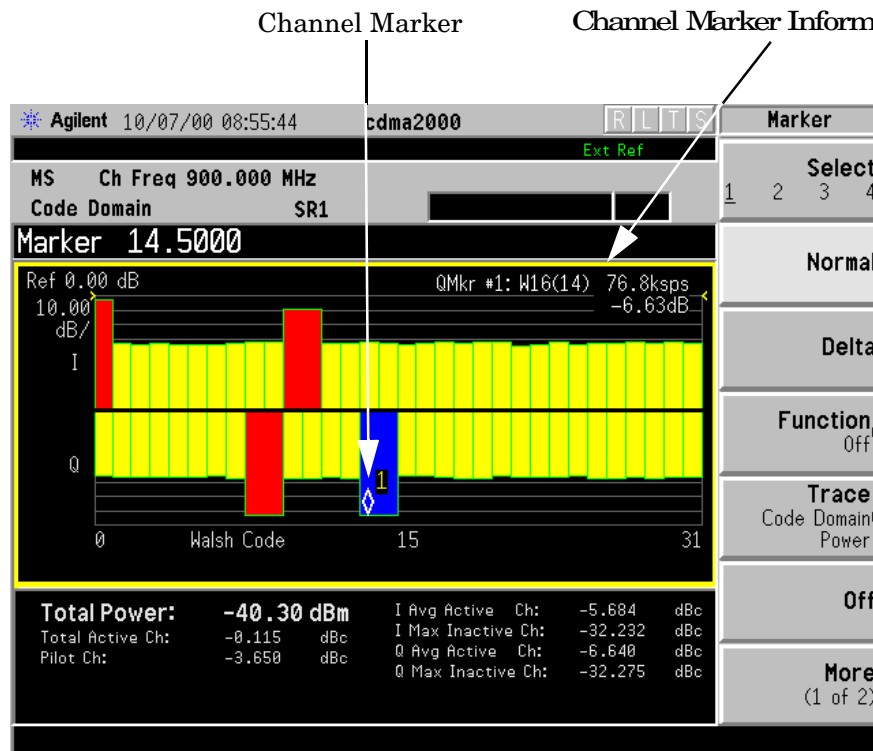 Channel Marker
Channel Marker Inform
Agilent 10/07/00 08:55:44 cdma2000 R L T S Marker
Ext Ref
MS Ch Freq 900.000 MHz
Code Domain SR1
Select
1 2 3 4
Marker 14.5000
Normal
Ref 0.00 dB
QMkr #1: W16(14) 76.8ksps
-6.63dB
10.00
dB/
I
Delta
Function
Off
Q
1
Trace
Code Domain
Power
0 Walsh Code 15 31
Off
Total Power: -40.30 dBm
Total Active Ch: -0.115 dBc
Pilot Ch: -3.650 dBc
I Avg Active Ch: -5.684 dBc
I Max Inactive Ch: -32.232 dBc
Q Avg Active Ch: -6.640 dBc
Q Max Inactive Ch: -32.275 dBc
More
(1 of 2)